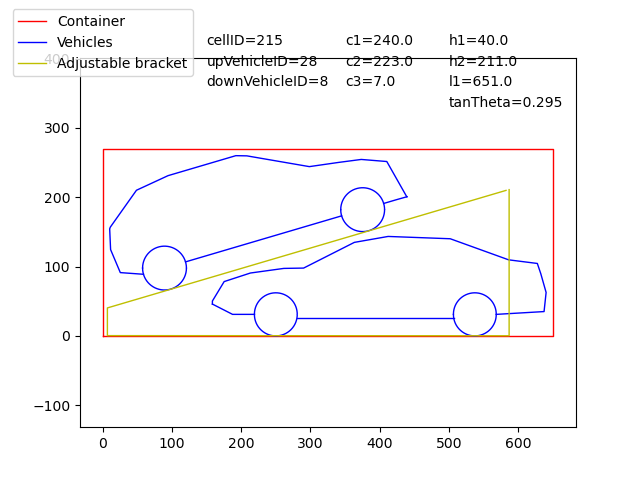 Container
Vehicles
Adjustable bracket
cellID=215
upVehicleID=28
downVehicleID=8
c1=240.0
c2=223.0
c3=7.0
h1=40.0
h2=211.0
l1=651.0
tanTheta=0.295
400
300
200
100
0
−100
0 100 200 300 400 500 600